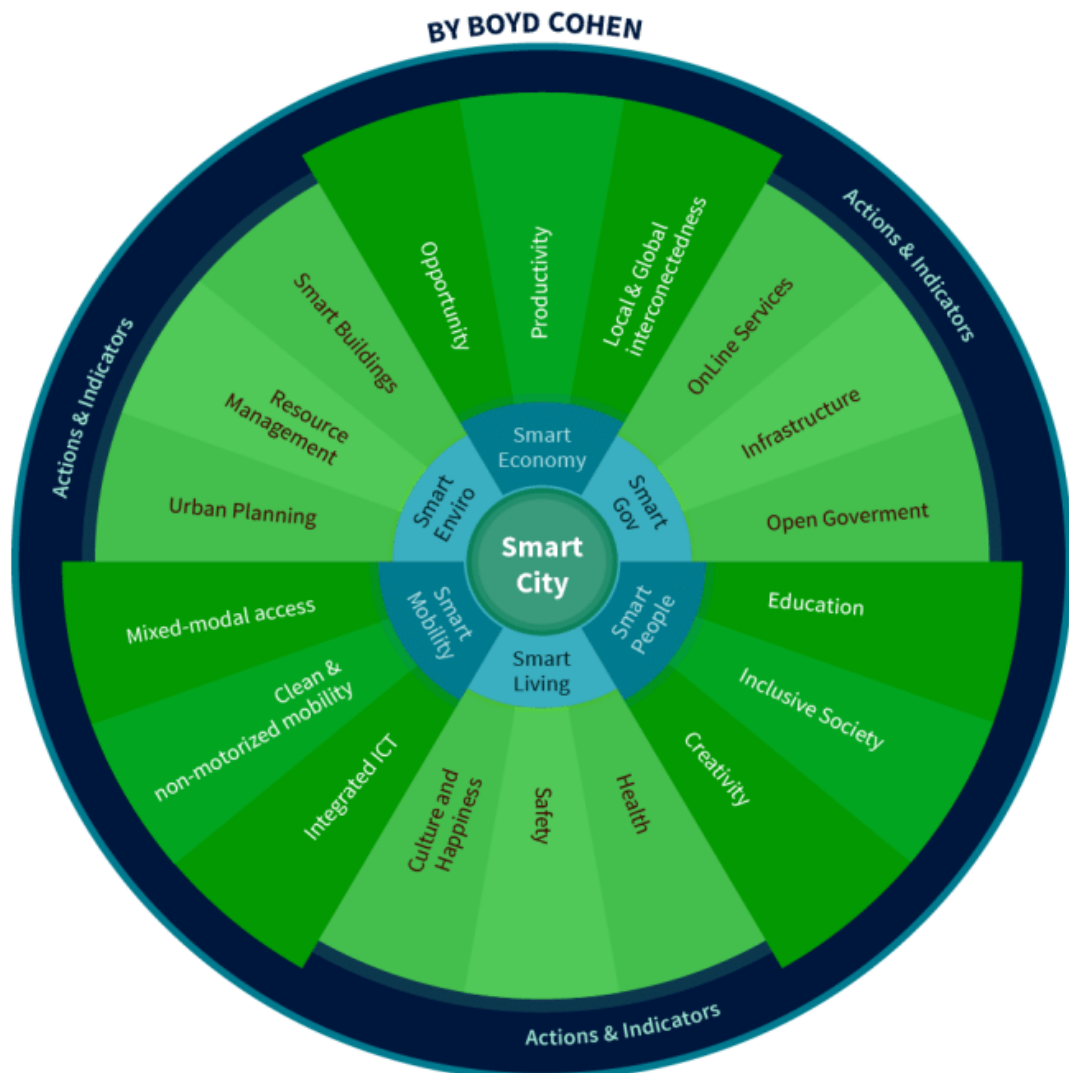 BY BOYD COHEN
Actions & Indicators
Actions & Indicators
Actions & Indicators
Opportunity
Productivity
Local & Global
interconnectedness
OnLine Services
Infrastructure
Open Goverment
Education
Inclusive Society
Creativity
Health
Safety
Culture and
Happiness
Integrated ICT
Clean &
non-motorized mobility
Mixed-modal access
Urban Planning
Resource
Management
Smart Buildings
Smart
Economy
Smart
Gov
Smart
People
Smart
Living
Smart
Mobility
Smart
Enviro
Smart
City